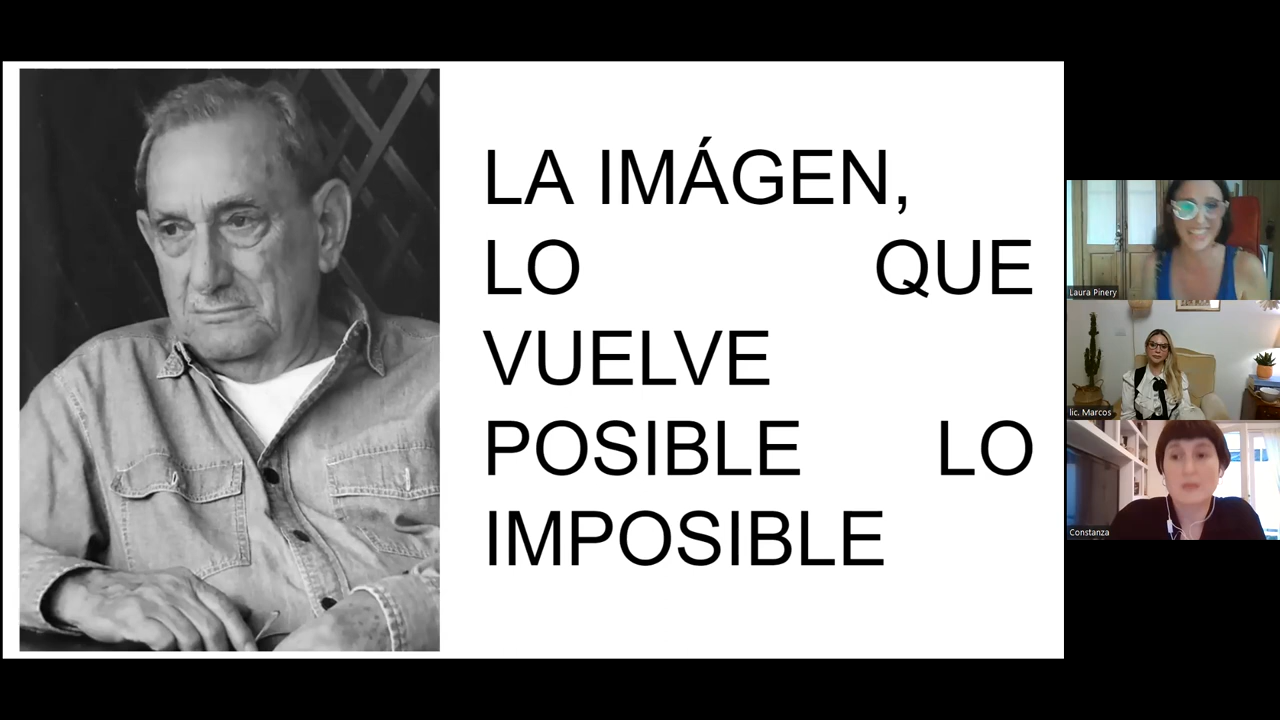 LA IMÁGEN,
LO QUE
VUELVE
POSIBLE LO
IMPOSIBLE
Laura Pinery
lic. Marcos
Constanza